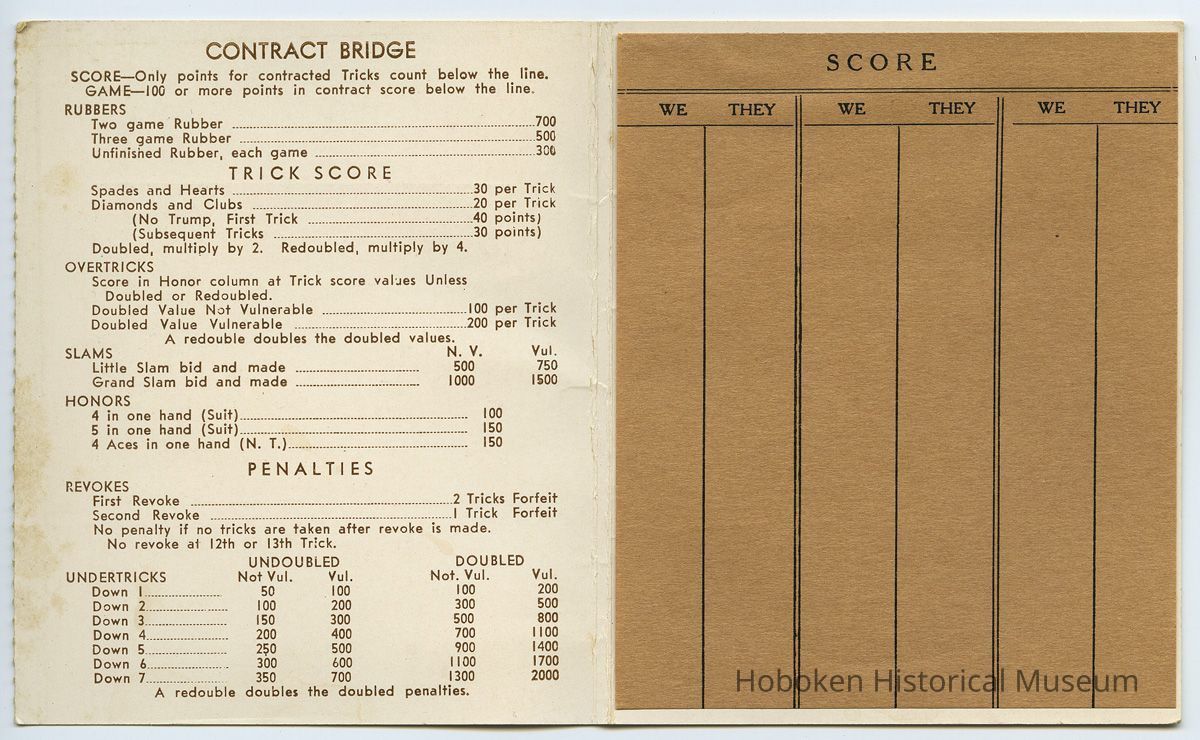 CONTRACT BRIDGE
SCORE—Only points for contracted Tricks count below the line.
GAME—100 or more points in contract score below the line.
RUBBERS
Two game Rubber ........ 700
Three game Rubber ........ 500
Unfinished Rubber, each game ........ 300
TRICK SCORE
Spades and Hearts ........ 30 per Trick
Diamonds and Clubs ........ 20 per Trick
(No Trump, First Trick ........ 40 points)
(Subsequent Tricks ........ 30 points)
Doubled, multiply by 2. Redoubled, multiply by 4.
OVERTRICKS
Score in Honor column at Trick score values Unless
Doubled or Redoubled.
Doubled Value Not Vulnerable ........ 100 per Trick
Doubled Value Vulnerable ........ 200 per Trick
A redouble doubles the doubled values.
SLAMS N. V. Vul.
Little Slam bid and made ........ 500 750
Grand Slam bid and made ........ 1000 1500
HONORS
4 in one hand (Suit)........ 100
5 in one hand (Suit)........ 150
4 Aces in one hand (N. T.)........ 150
PENALTIES
REVOKES
First Revoke ........ 2 Tricks Forfeit
Second Revoke ........ 1 Trick Forfeit
No penalty if no tricks are taken after revoke is made.
No revoke at 12th or 13th Trick.
UNDOUBLED DOUBLED
UNDERTRICKS Not Vul. Vul. Not. Vul. Vul.
Down 1........ 50 100 100 200
Down 2........ 100 200 300 500
Down 3........ 150 300 500 800
Down 4........ 200 400 700 1100
Down 5........ 250 500 900 1400
Down 6........ 300 600 1100 1700
Down 7........ 350 700 1300 2000
A redouble doubles the doubled penalties.
SCORE
WE THEY WE THEY WE THEY
Hoboken Historical Museum